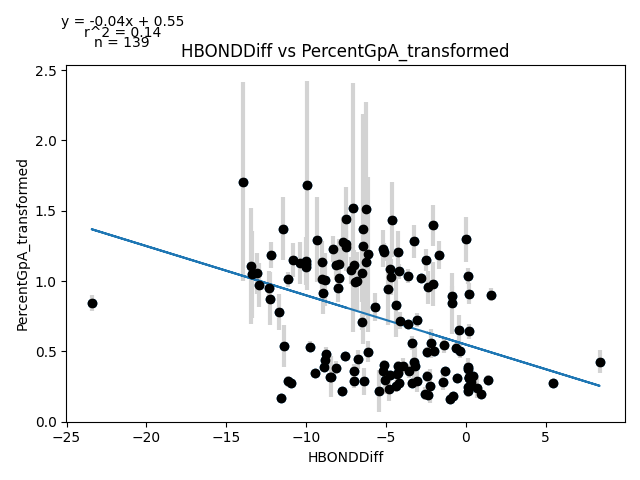 y = -0.04x + 0.55
r^2 = 0.14
n = 139
HBONDDiff vs PercentGpA_transformed
2.5
2.0
1.5
1.0
0.5
0.0
PercentGpA_transformed
−25
−20
−15
−10
−5
0
5
HBONDDiff